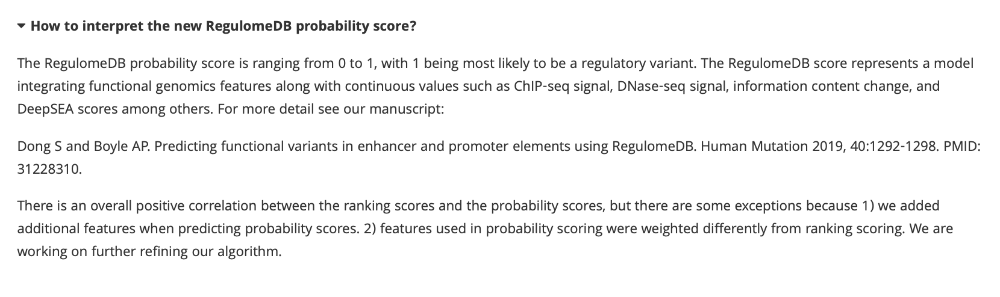 How to interpret the new RegulomeDB probability score?
The RegulomeDB probability score is ranging from 0 to 1, with 1 being most likely to be a regulatory variant. The RegulomeDB score represents a model
integrating functional genomics features along with continuous values such as ChIP-seq signal, DNase-seq signal, information content change, and
DeepSEA scores among others. For more detail see our manuscript:
Dong S and Boyle AP. Predicting functional variants in enhancer and promoter elements using RegulomeDB. Human Mutation 2019, 40:1292-1298. PMID:
31228310.
There is an overall positive correlation between the ranking scores and the probability scores, but there are some exceptions because 1) we added
additional features when predicting probability scores. 2) features used in probability scoring were weighted differently from ranking scoring. We are
working on further refining our algorithm.